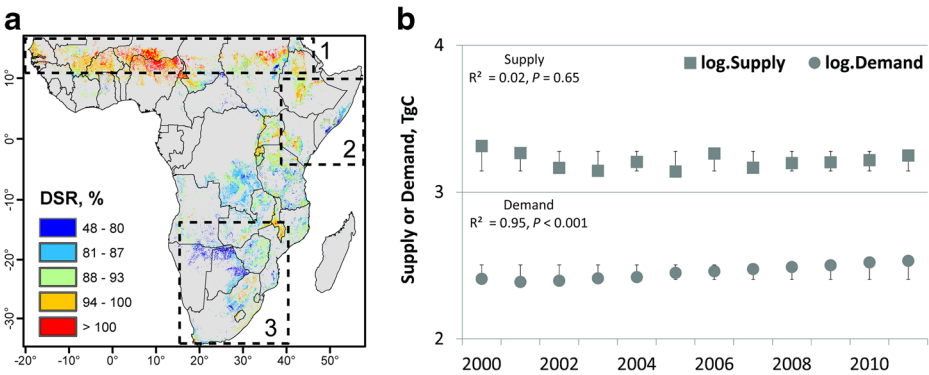 a
1
2
3
10°
0°
-10°
-20°
-30°
DSR, %
48 - 80
81 - 87
88 - 93
94 - 100
> 100
-20° -10° 0° 10° 20° 30° 40° 50°
b
Supply or Demand, TgC
4
3
2
Supply
R² = 0.02, P = 0.65
log.Supply log.Demand
Demand
R² = 0.95, P < 0.001
2000 2002 2004 2006 2008 2010